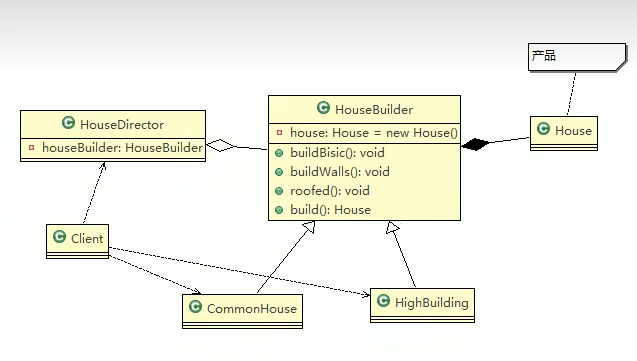 产品
HouseBuilder
house: House = new House()
buildBisic(): void
buildWalls(): void
roofed(): void
build(): House
HouseDirector
houseBuilder: HouseBuilder
House
Client
CommonHouse
HighBuilding